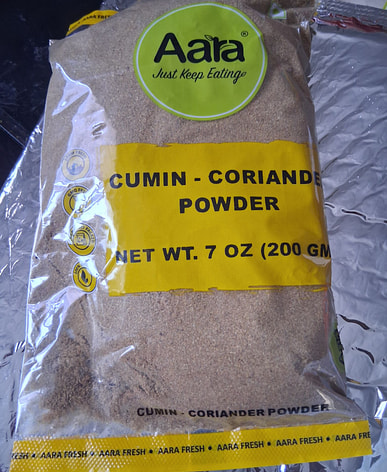 Aara®
Just Keep Eating
CUMIN - CORIANDE
POWDER
NET WT. 7 OZ (200 GM
CUMIN - CORIANDER POWDER
FRESH ♦ AARA FRESH ♦ AARA FRESH ♦ AARA FRESH ♦ AARA FRESH ♦ AARA FRESH